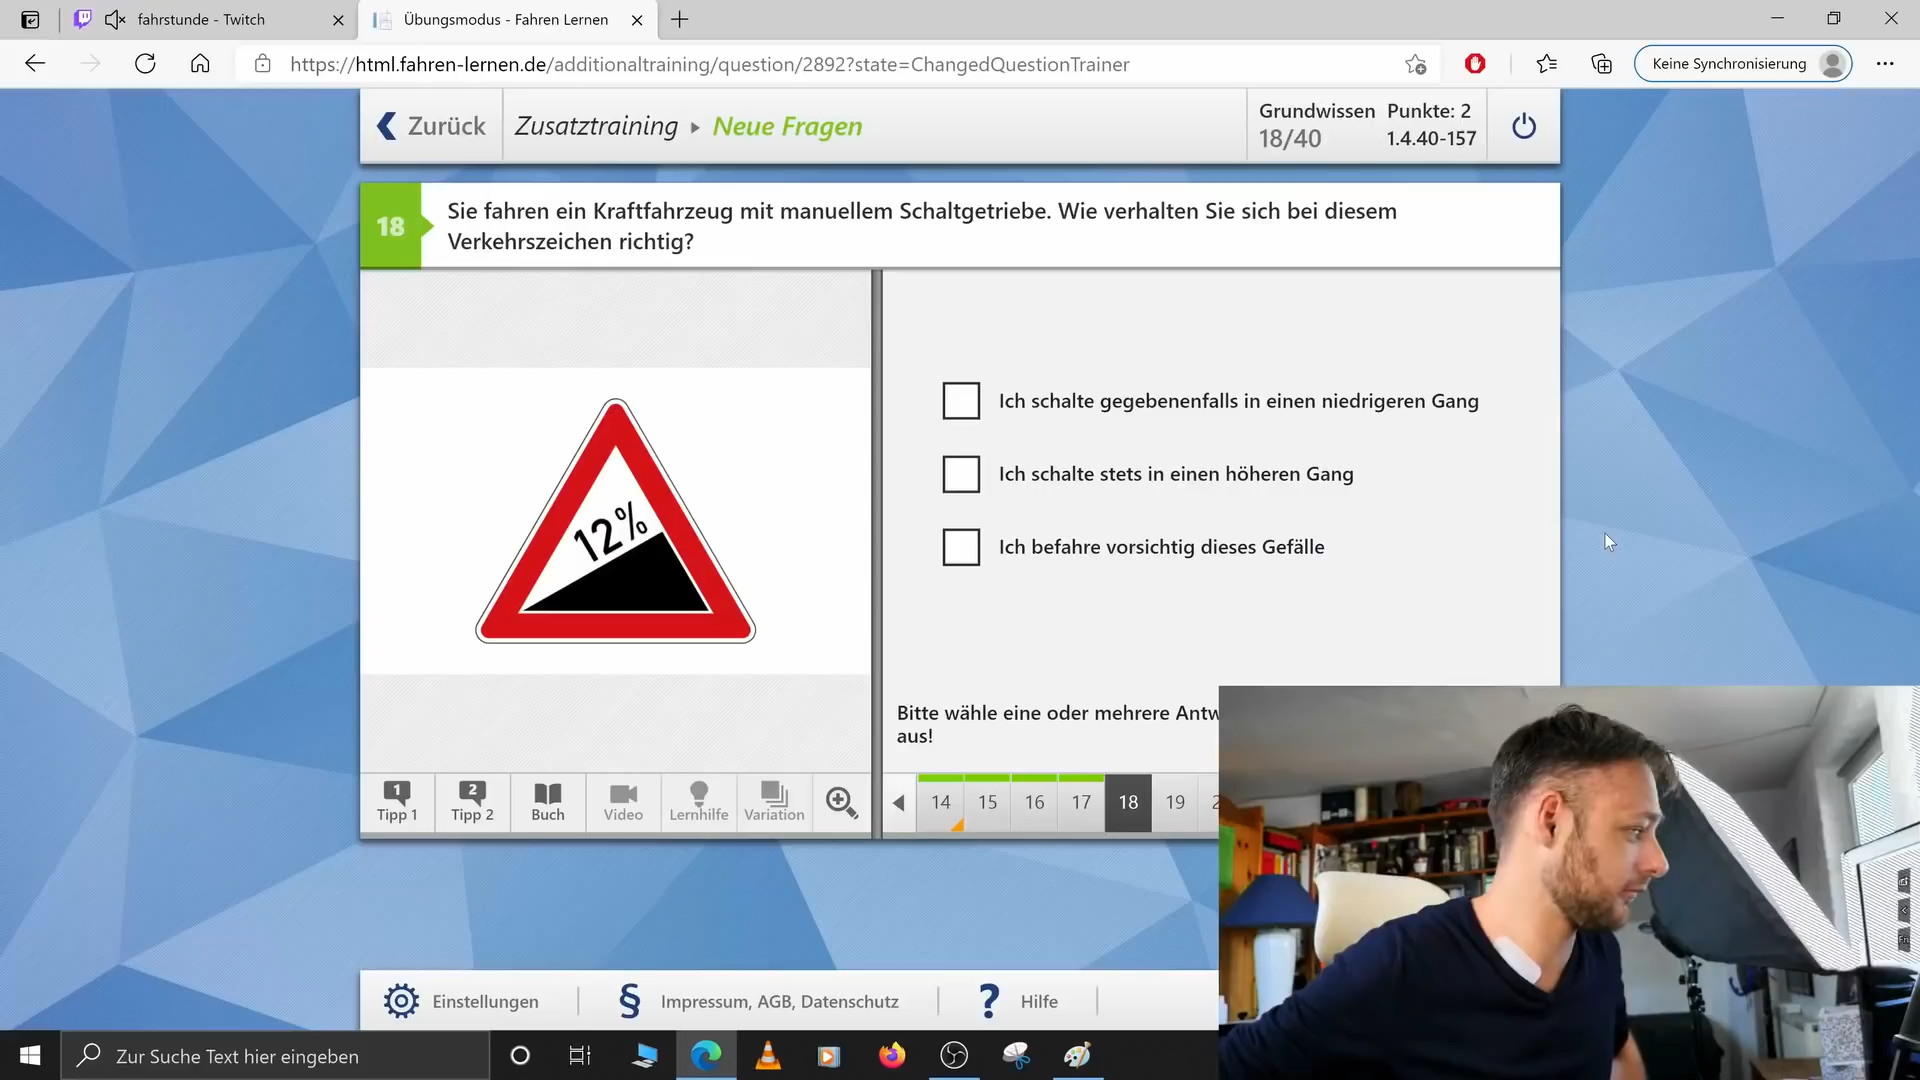 fahrstunde - Twitch
Übungsmodus - Fahren Lernen
https://html.fahren-lernen.de/additionaltraining/question/2892?state=ChangedQuestionTrainer
Keine Synchronisierung
Zurück
Zusatztraining ▸ Neue Fragen
Grundwissen Punkte: 2
18/40 1.4.40-157
18
Sie fahren ein Kraftfahrzeug mit manuellem Schaltgetriebe. Wie verhalten Sie sich bei diesem
Verkehrszeichen richtig?
12%
Ich schalte gegebenenfalls in einen niedrigeren Gang
Ich schalte stets in einen höheren Gang
Ich befahre vorsichtig dieses Gefälle
Bitte wähle eine oder mehrere Antw
aus!
1 2
Tipp 1 Tipp 2 Buch Video Lernhilfe Variation
14 15 16 17 18 19 2
Einstellungen
§ Impressum, AGB, Datenschutz
? Hilfe
Zur Suche Text hier eingeben